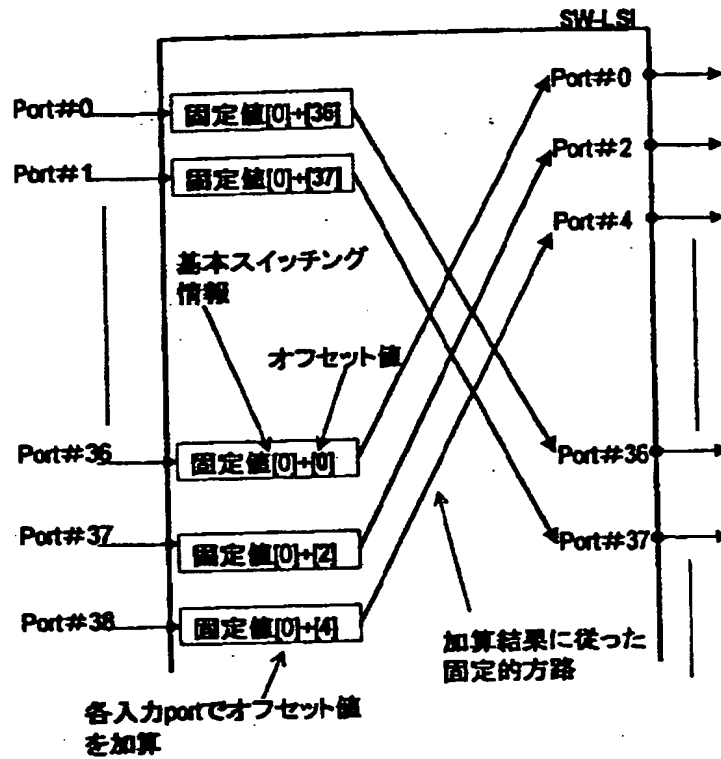 SW-LSI
Port#0
固定値[0]+[36]
Port#0
Port#1
固定値[0]+[37]
Port#2
Port#4
基本スイッチング
情報
オフセット値
Port#36
固定値[0]+[0]
Port#36
Port#37
固定値[0]+[2]
Port#37
Port#38
固定値[0]+[4]
加算結果に従った
固定的方路
各入力portでオフセット値
を加算